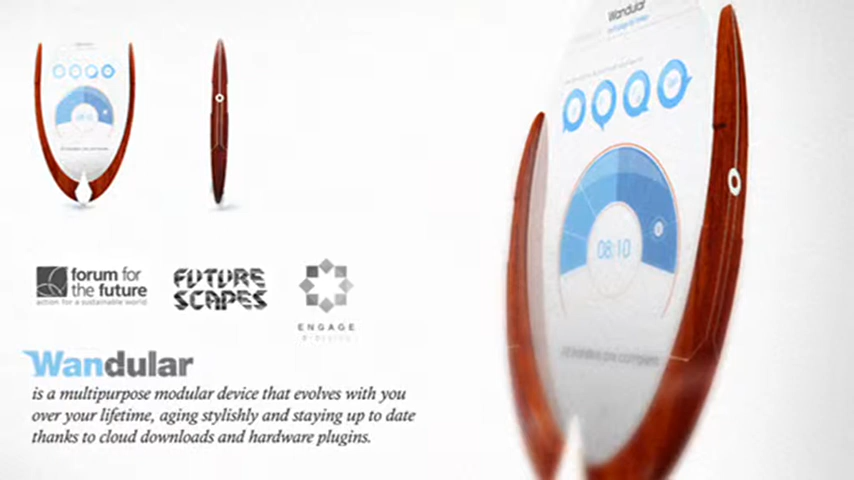 Wandular
08:10
forum for
the future
action for a sustainable world
FUTURE
SCAPES
ENGAGE
Wandular
is a multipurpose modular device that evolves with you
over your lifetime, aging stylishly and staying up to date
thanks to cloud downloads and hardware plugins.